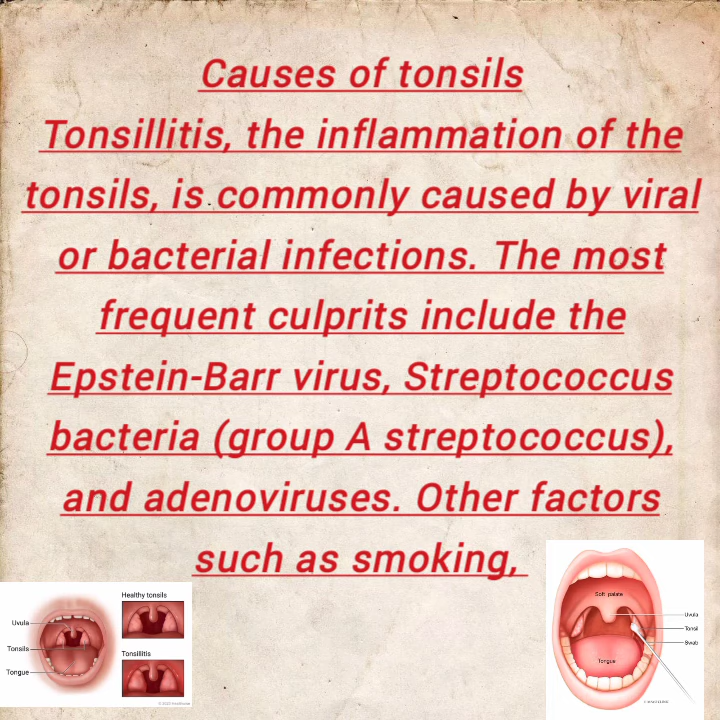 Causes of tonsils
Tonsillitis, the inflammation of the
tonsils, is commonly caused by viral
or bacterial infections. The most
frequent culprits include the
Epstein-Barr virus, Streptococcus
bacteria (group A streptococcus),
and adenoviruses. Other factors
such as smoking,
Uvula
Tonsils
Tongue
Healthy tonsils
Tonsillitis
Soft palate
Uvula
Tonsil
Swab
Tongue